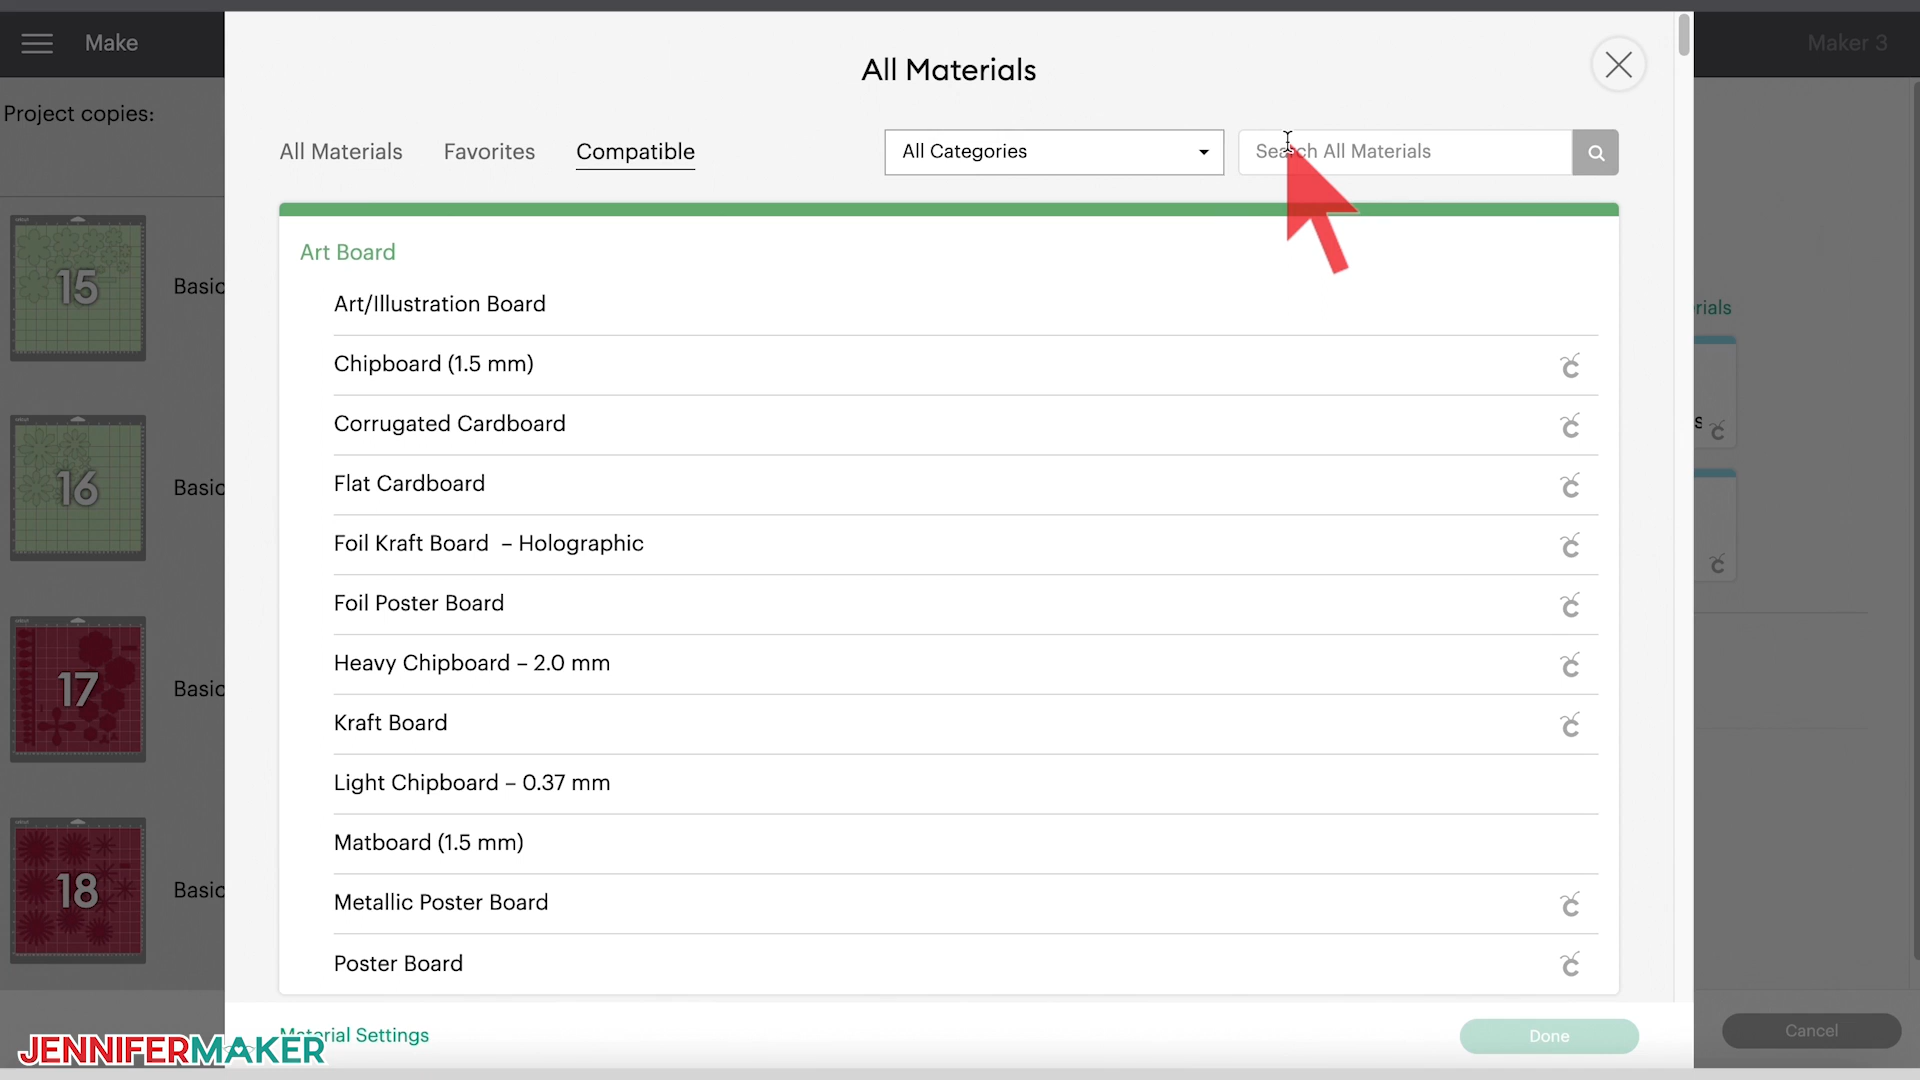 Make
Maker 3
All Materials
Project copies:
All Materials
Favorites
Compatible
All Categories
Search All Materials
Art Board
Art/Illustration Board
Chipboard (1.5 mm)
Corrugated Cardboard
Flat Cardboard
Foil Kraft Board – Holographic
Foil Poster Board
Heavy Chipboard – 2.0 mm
Kraft Board
Light Chipboard – 0.37 mm
Matboard (1.5 mm)
Metallic Poster Board
Poster Board
15
Basic
16
Basic
17
Basic
18
Basic
rials
s
Material Settings
Done
Cancel
JENNIFERMAKER